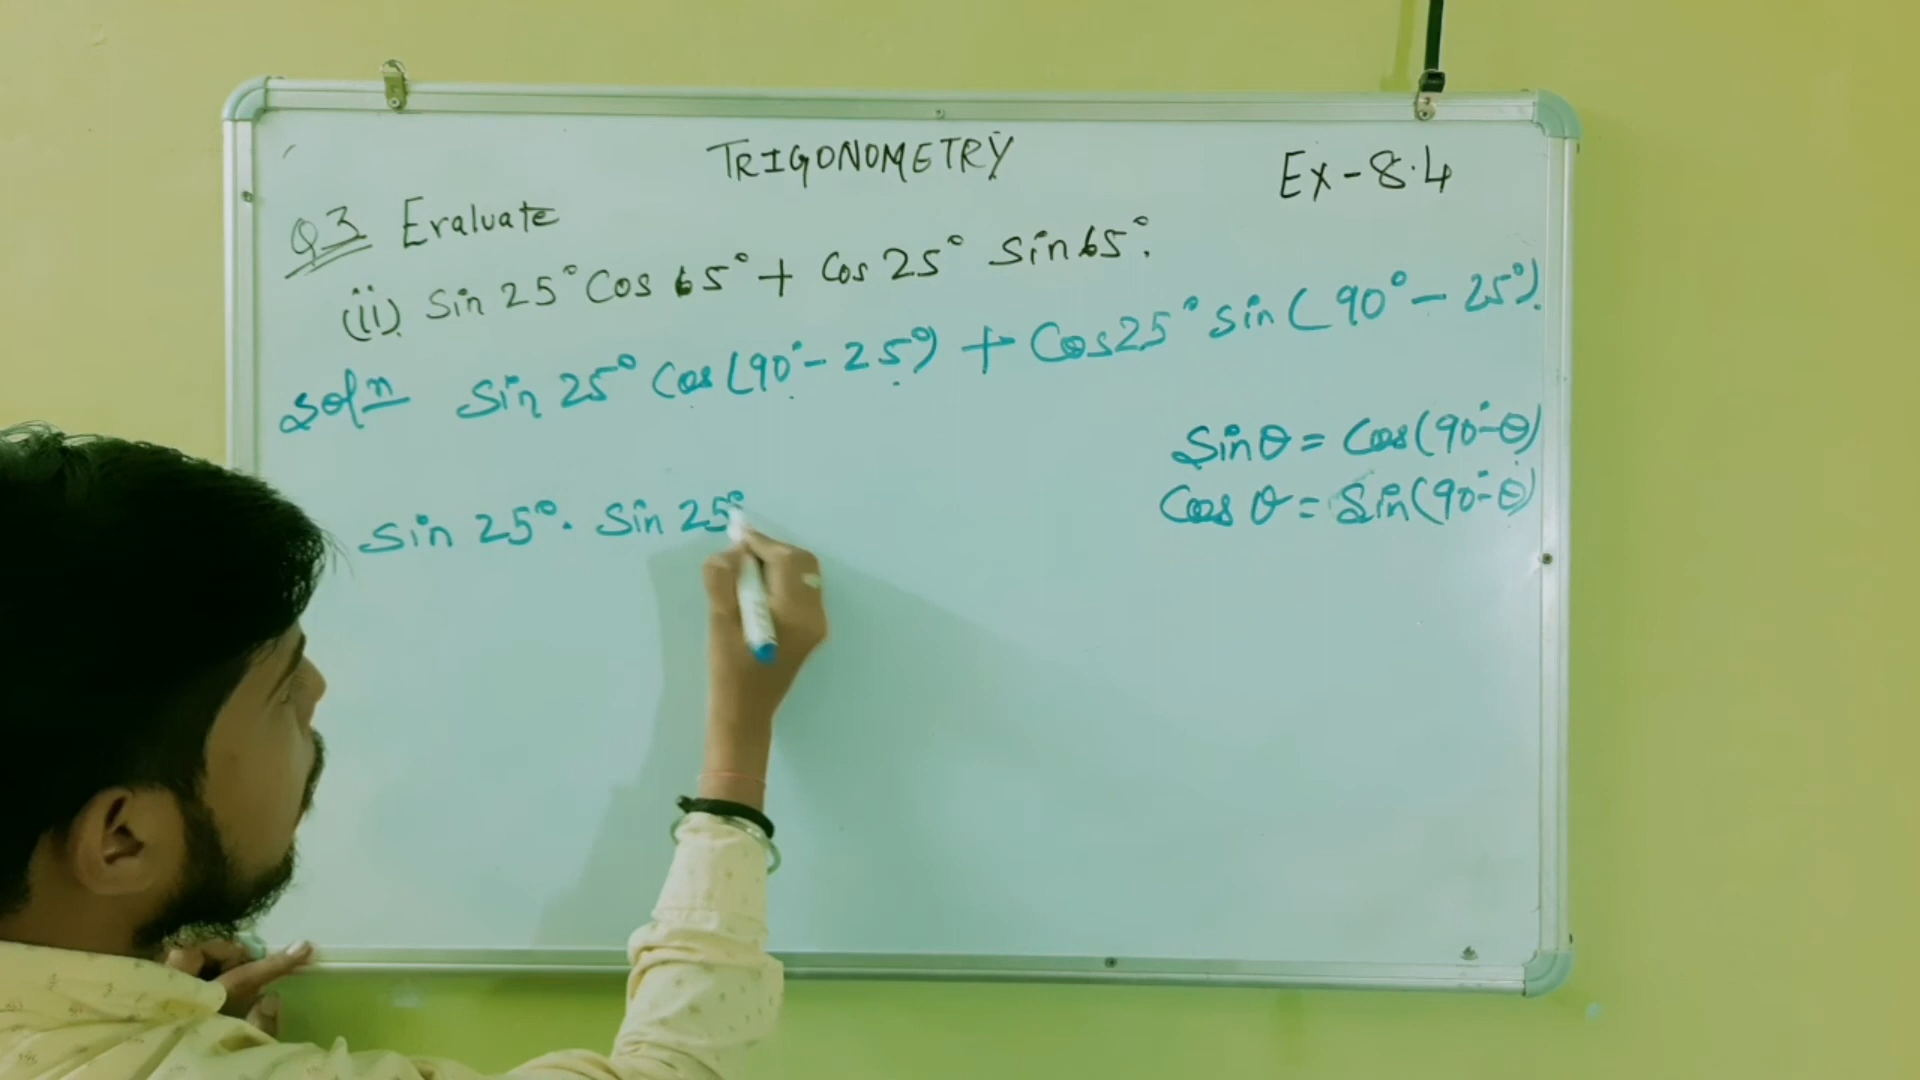 TRIGONOMETRY
Ex-8.4
Q3 Evaluate
(ii) Sin 25° Cos 65° + Cos 25° Sin 65°.
Solⁿ Sin 25° Cos (90°- 25°) + Cos 25° Sin (90° - 25°).
Sinθ = Cos (90°-θ)
Cos θ = Sin (90°-θ)
Sin 25°. Sin 25°